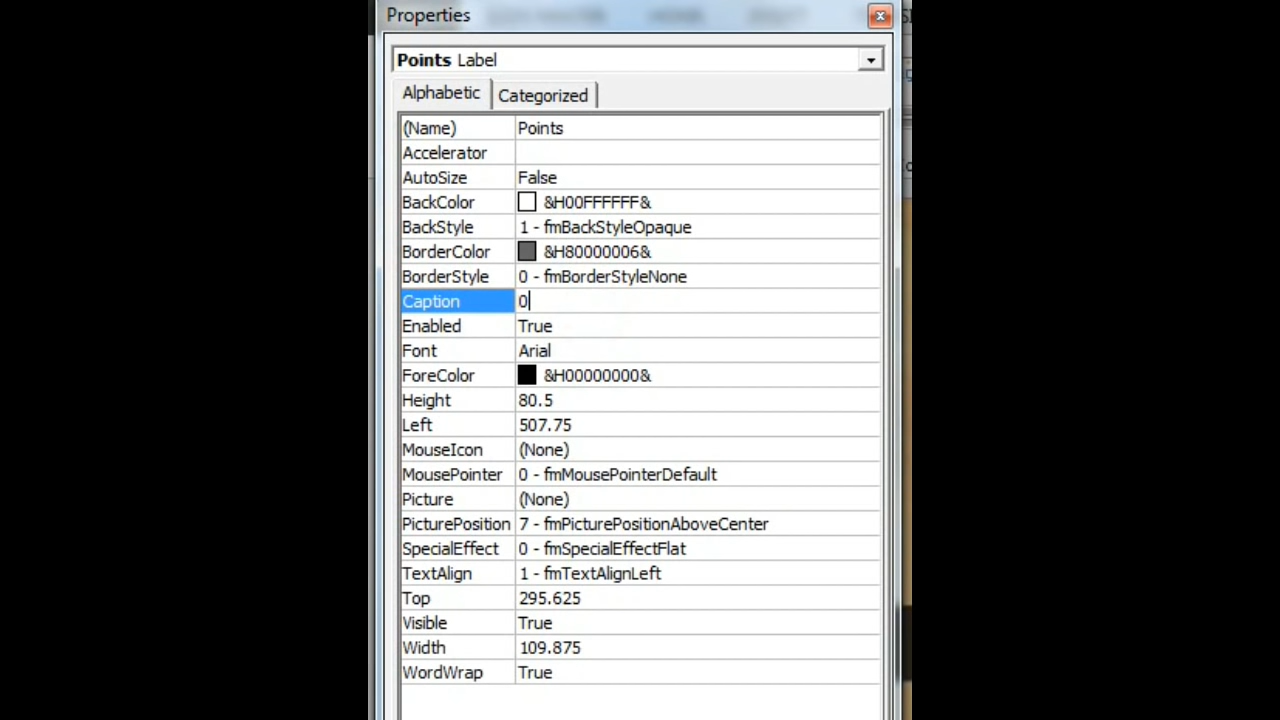 Properties
Points Label
Alphabetic Categorized
(Name) Points
Accelerator
AutoSize False
BackColor &H00FFFFFF&
BackStyle 1 - fmBackStyleOpaque
BorderColor &H80000006&
BorderStyle 0 - fmBorderStyleNone
Caption 0
Enabled True
Font Arial
ForeColor &H00000000&
Height 80.5
Left 507.75
MouseIcon (None)
MousePointer 0 - fmMousePointerDefault
Picture (None)
PicturePosition 7 - fmPicturePositionAboveCenter
SpecialEffect 0 - fmSpecialEffectFlat
TextAlign 1 - fmTextAlignLeft
Top 295.625
Visible True
Width 109.875
WordWrap True